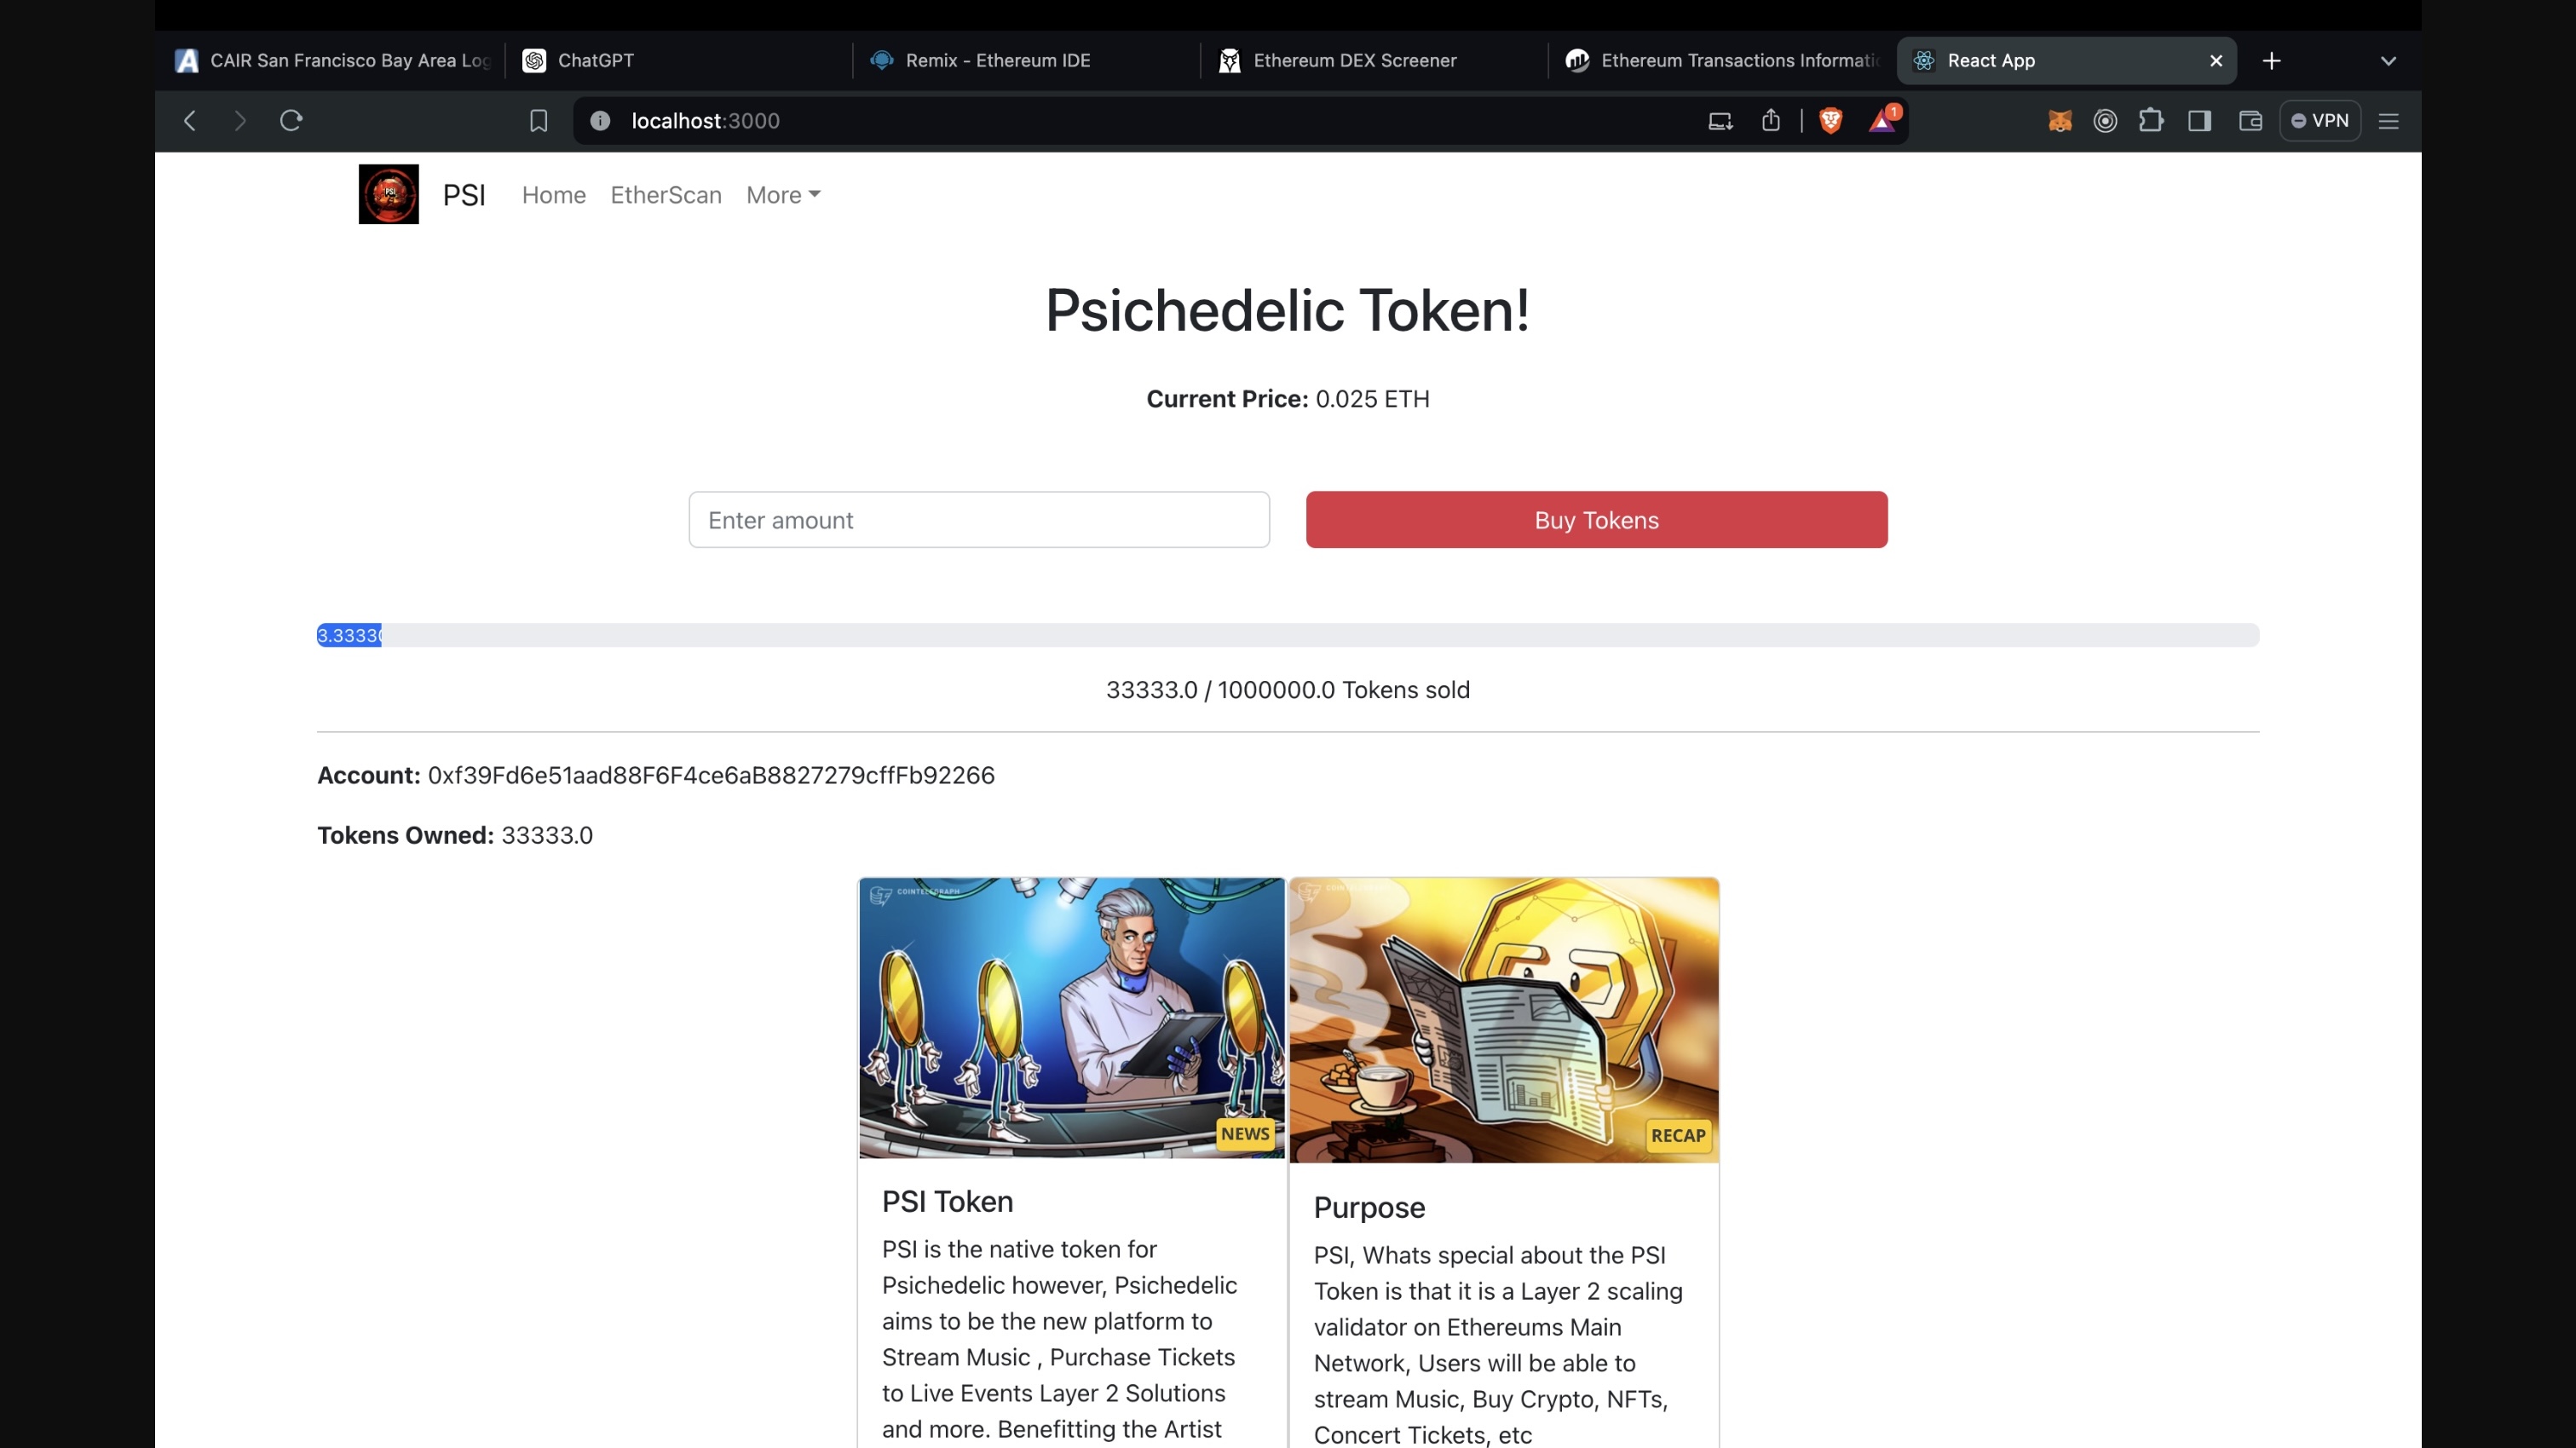 CAIR San Francisco Bay Area Log
ChatGPT
Remix - Ethereum IDE
Ethereum DEX Screener
Ethereum Transactions Informati
React App
localhost:3000
1
VPN
PSI
PSI Home EtherScan More
Psichedelic Token!
Current Price: 0.025 ETH
Enter amount
Buy Tokens
3.33330
33333.0 / 1000000.0 Tokens sold
Account: 0xf39Fd6e51aad88F6F4ce6aB8827279cffFb92266
Tokens Owned: 33333.0
COINTELEGRAPH
NEWS
PSI Token
PSI is the native token for
Psichedelic however, Psichedelic
aims to be the new platform to
Stream Music , Purchase Tickets
to Live Events Layer 2 Solutions
and more. Benefitting the Artist
RECAP
Purpose
PSI, Whats special about the PSI
Token is that it is a Layer 2 scaling
validator on Ethereums Main
Network, Users will be able to
stream Music, Buy Crypto, NFTs,
Concert Tickets, etc